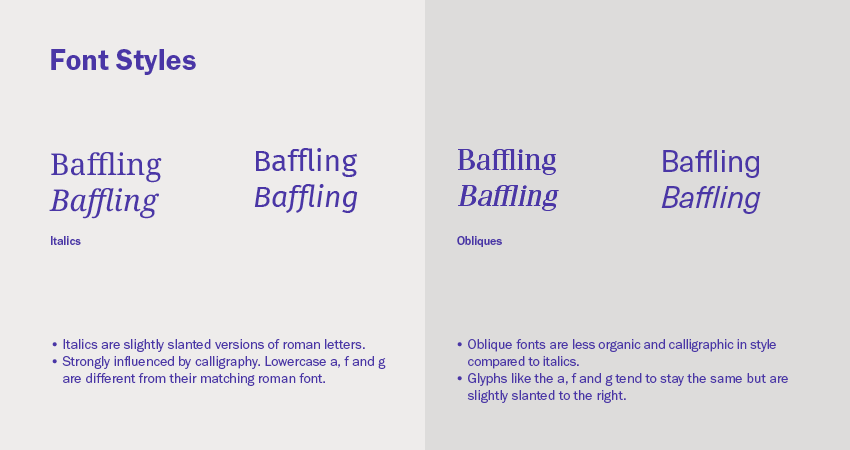 Font Styles
Baffling
Baffling
Baffling
Baffling
Italics
• Italics are slightly slanted versions of roman letters.
• Strongly influenced by calligraphy. Lowercase a, f and g
are different from their matching roman font.
Baffling
Baffling
Baffling
Baffling
Obliques
• Oblique fonts are less organic and calligraphic in style
compared to italics.
• Glyphs like the a, f and g tend to stay the same but are
slightly slanted to the right.